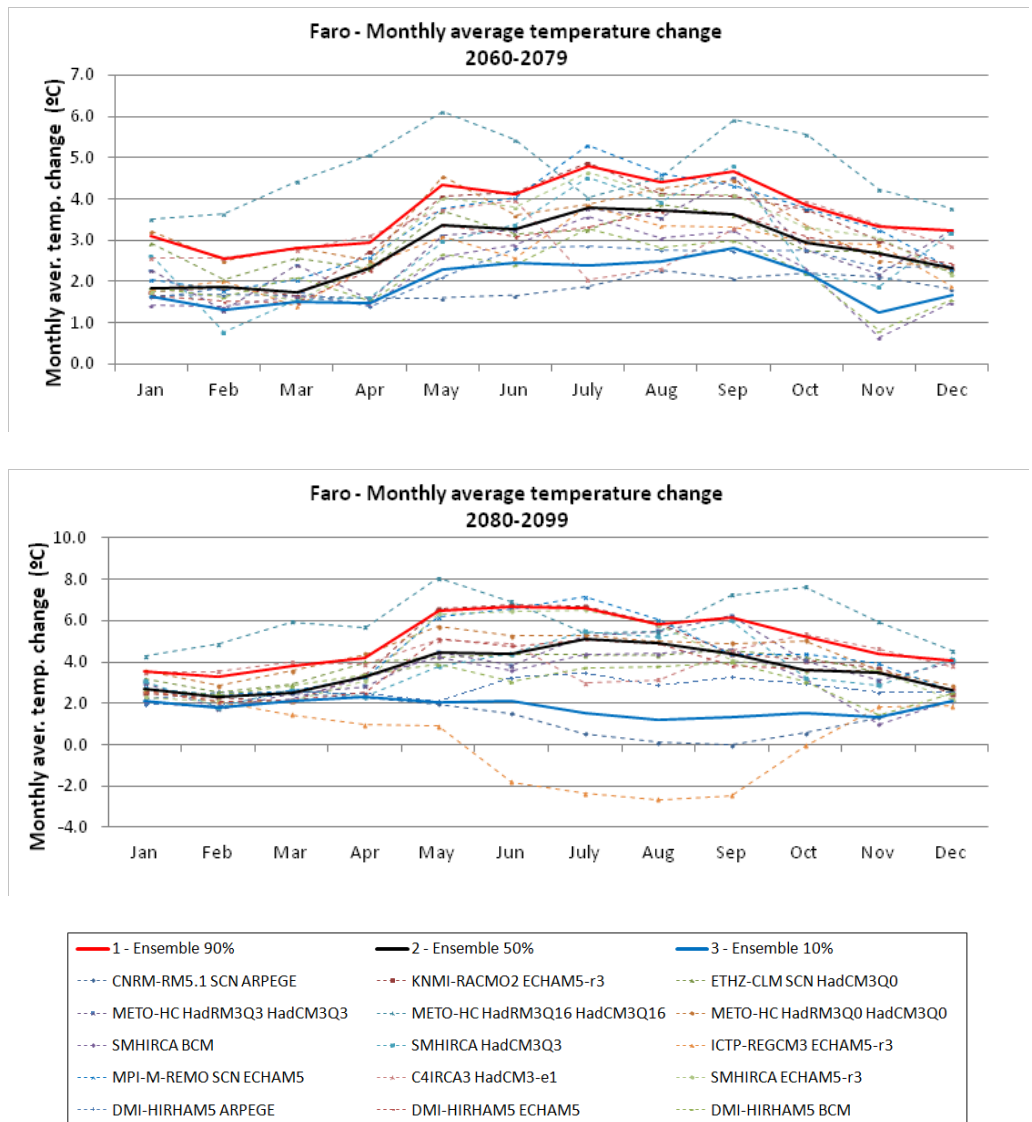 Faro - Monthly average temperature change
2060-2079
Monthly aver. temp. change (ºC)
7.0
6.0
5.0
4.0
3.0
2.0
1.0
0.0
Jan Feb Mar Apr May Jun July Aug Sep Oct Nov Dec
Faro - Monthly average temperature change
2080-2099
Monthly aver. temp. change (ºC)
10.0
8.0
6.0
4.0
2.0
0.0
-2.0
-4.0
Jan Feb Mar Apr May Jun July Aug Sep Oct Nov Dec
1 - Ensemble 90% 2 - Ensemble 50% 3 - Ensemble 10%
CNRM-RM5.1 SCN ARPEGE KNMI-RACMO2 ECHAM5-r3 ETHZ-CLM SCN HadCM3Q0
METO-HC HadRM3Q3 HadCM3Q3 METO-HC HadRM3Q16 HadCM3Q16 METO-HC HadRM3Q0 HadCM3Q0
SMHIRCA BCM SMHIRCA HadCM3Q3 ICTP-REGCM3 ECHAM5-r3
MPI-M-REMO SCN ECHAM5 C4IRCA3 HadCM3-e1 SMHIRCA ECHAM5-r3
DMI-HIRHAM5 ARPEGE DMI-HIRHAM5 ECHAM5 DMI-HIRHAM5 BCM